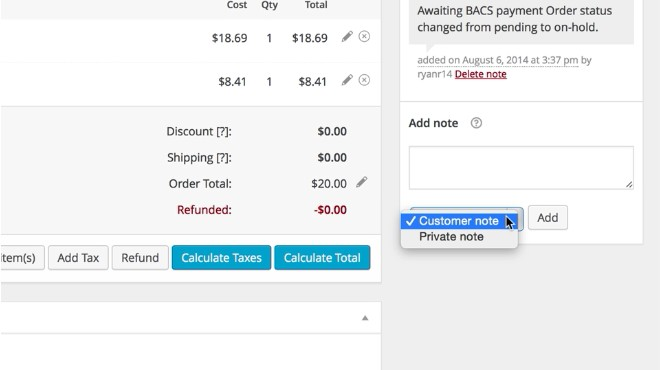 Cost Qty Total
$18.69 1 $18.69
$8.41 1 $8.41
Discount [?]: $0.00
Shipping [?]: $0.00
Order Total: $20.00
Refunded: -$0.00
item(s) Add Tax Refund Calculate Taxes Calculate Total
Awaiting BACS payment Order status
changed from pending to on-hold.
added on August 6, 2014 at 3:37 pm by
ryanr14 Delete note
Add note ?
✓ Customer note
Private note
Add